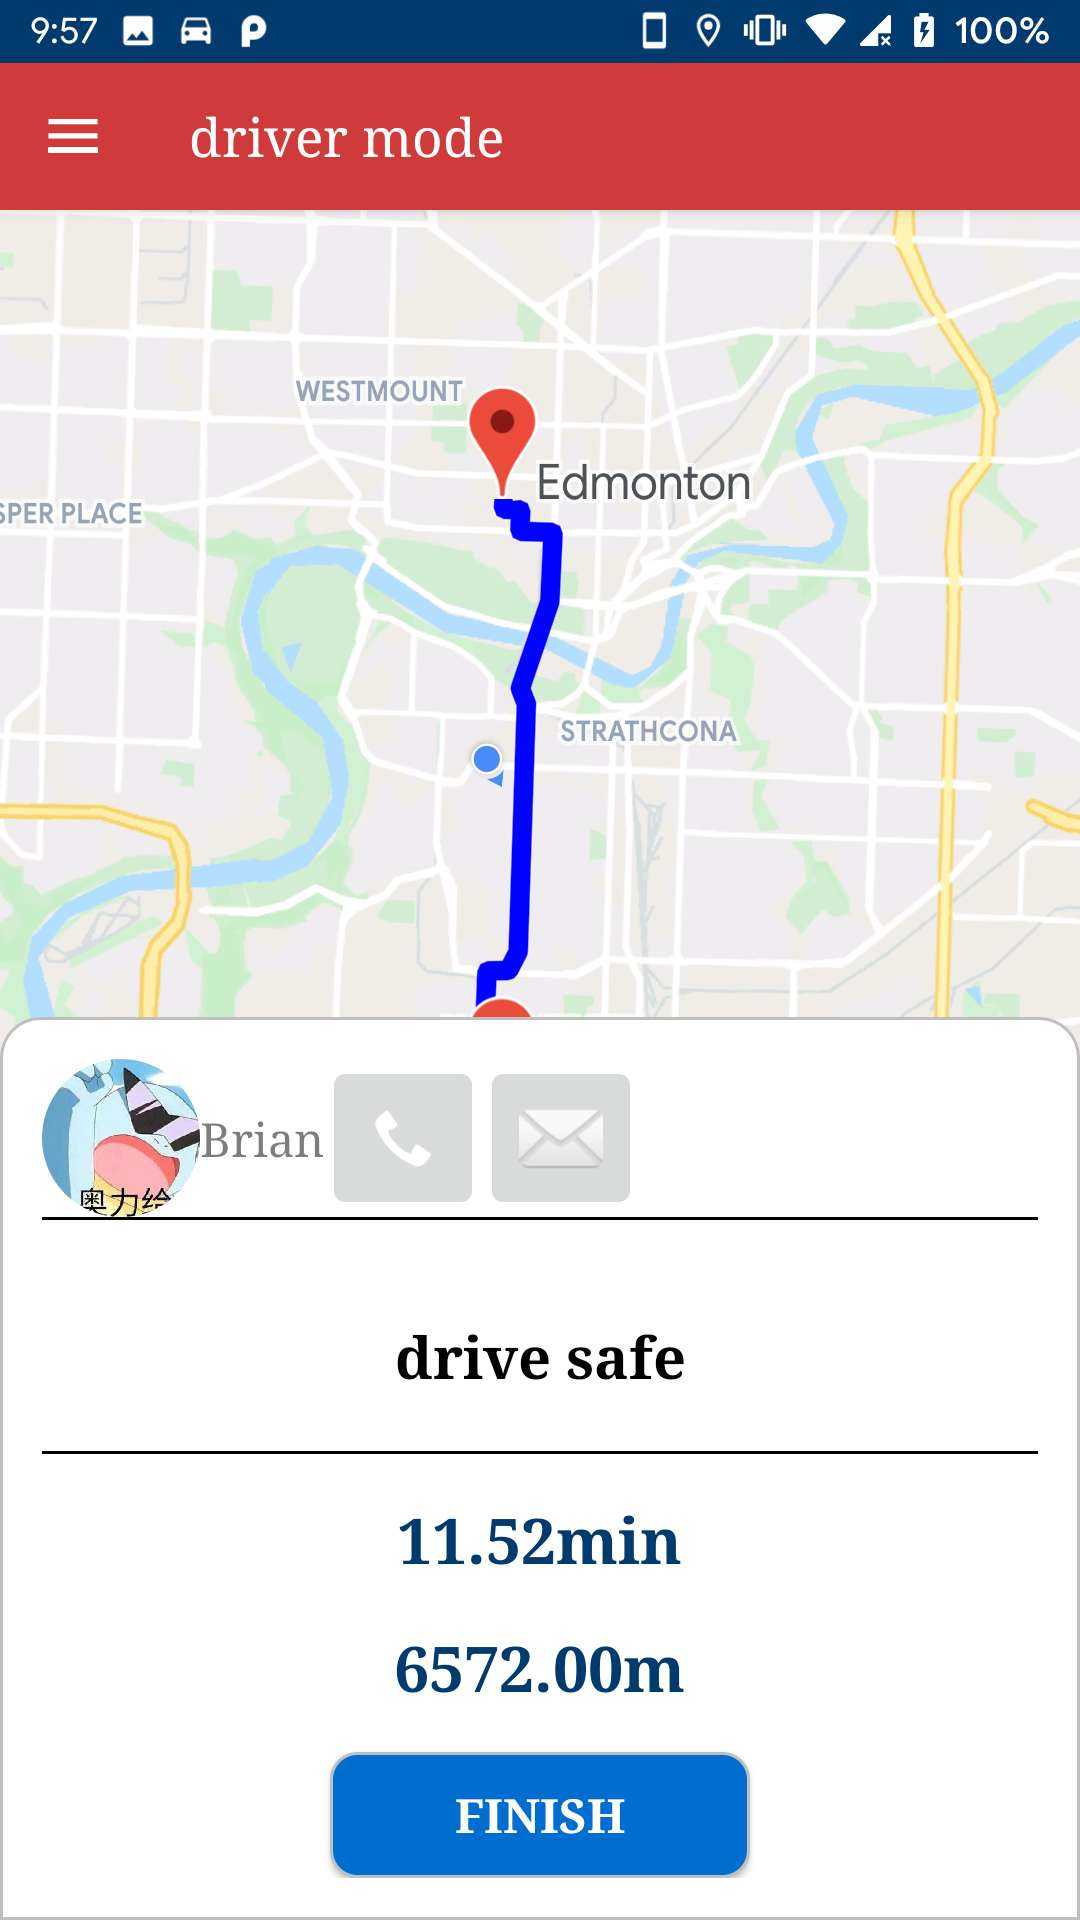 9:57 100%
driver mode
WESTMOUNT
Edmonton
SPER PLACE
STRATHCONA
Brian
奥力给
drive safe
11.52min
6572.00m
FINISH